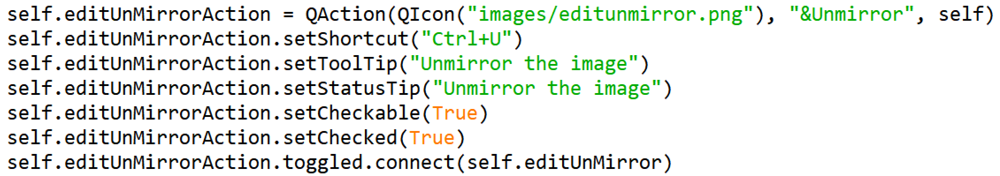 self.editUnMirrorAction = QAction(QIcon("images/editunmirror.png"), "&Unmirror", self)
self.editUnMirrorAction.setShortcut("Ctrl+U")
self.editUnMirrorAction.setToolTip("Unmirror the image")
self.editUnMirrorAction.setStatusTip("Unmirror the image")
self.editUnMirrorAction.setCheckable(True)
self.editUnMirrorAction.setChecked(True)
self.editUnMirrorAction.toggled.connect(self.editUnMirror)